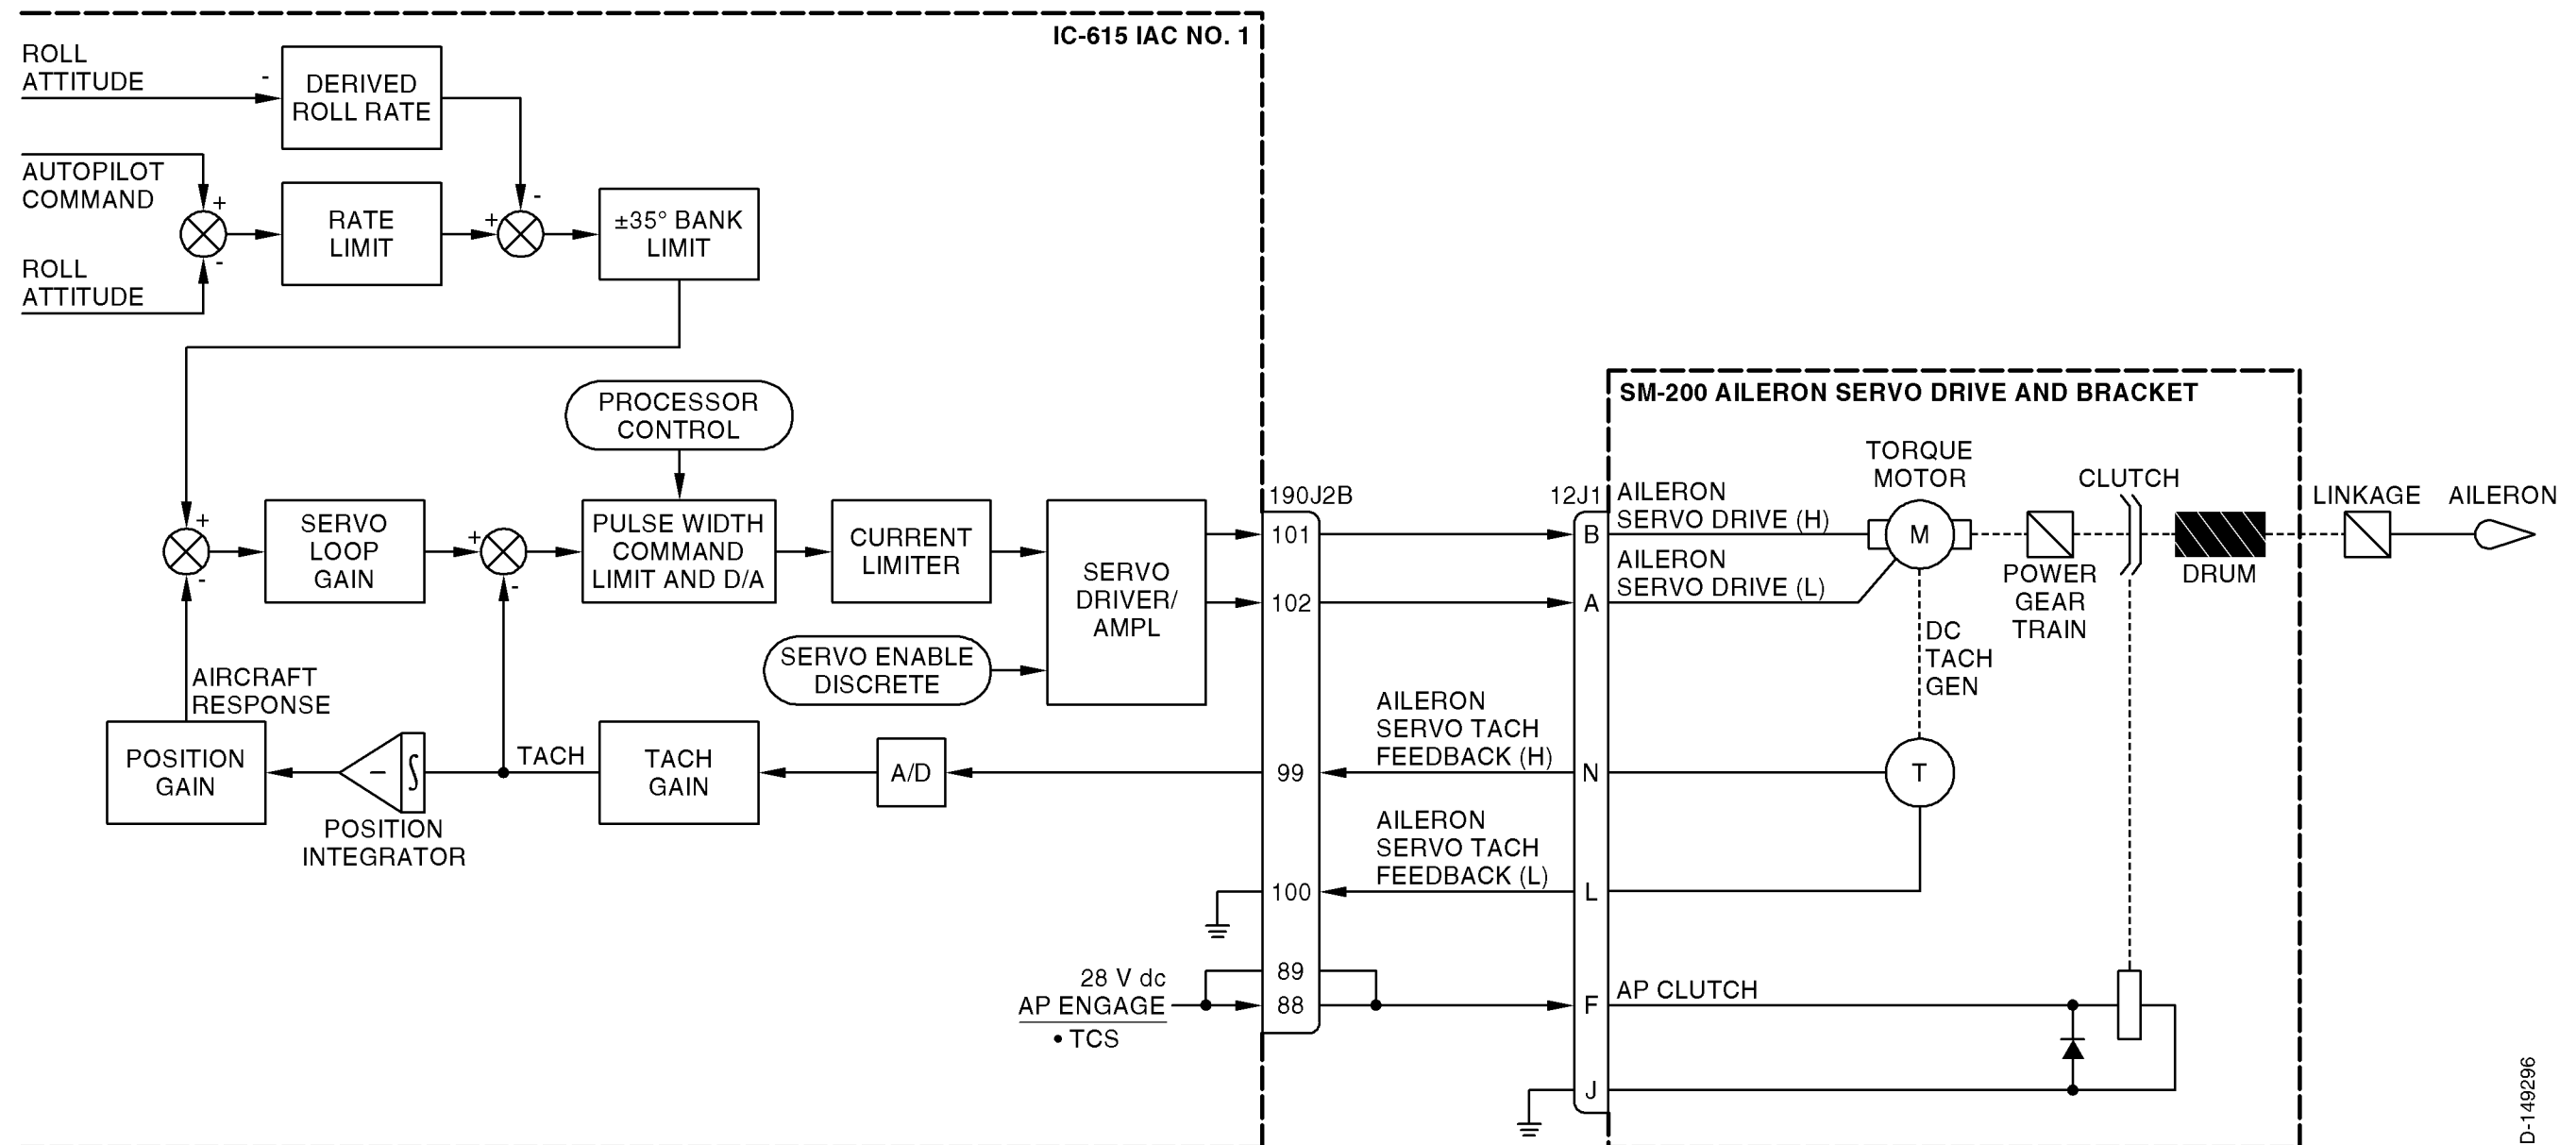 IC-615 IAC NO. 1
ROLL
ATTITUDE
-
DERIVED
ROLL RATE
AUTOPILOT
COMMAND
+
-
RATE
LIMIT
+
-
±35° BANK
LIMIT
ROLL
ATTITUDE
PROCESSOR
CONTROL
SM-200 AILERON SERVO DRIVE AND BRACKET
+
-
SERVO
LOOP
GAIN
+
-
PULSE WIDTH
COMMAND
LIMIT AND D/A
CURRENT
LIMITER
SERVO
DRIVER/
AMPL
SERVO ENABLE
DISCRETE
190J2B
101
102
99
100
89
88
12J1
B
A
N
L
F
J
AILERON
SERVO DRIVE (H)
AILERON
SERVO DRIVE (L)
TORQUE
MOTOR
M
POWER
GEAR
TRAIN
CLUTCH
DRUM
LINKAGE
AILERON
DC
TACH
GEN
T
AIRCRAFT
RESPONSE
POSITION
GAIN
−
∫
POSITION
INTEGRATOR
TACH
TACH
GAIN
A/D
AILERON
SERVO TACH
FEEDBACK (H)
AILERON
SERVO TACH
FEEDBACK (L)
28 V dc
AP ENGAGE
• TCS
AP CLUTCH
D-149296